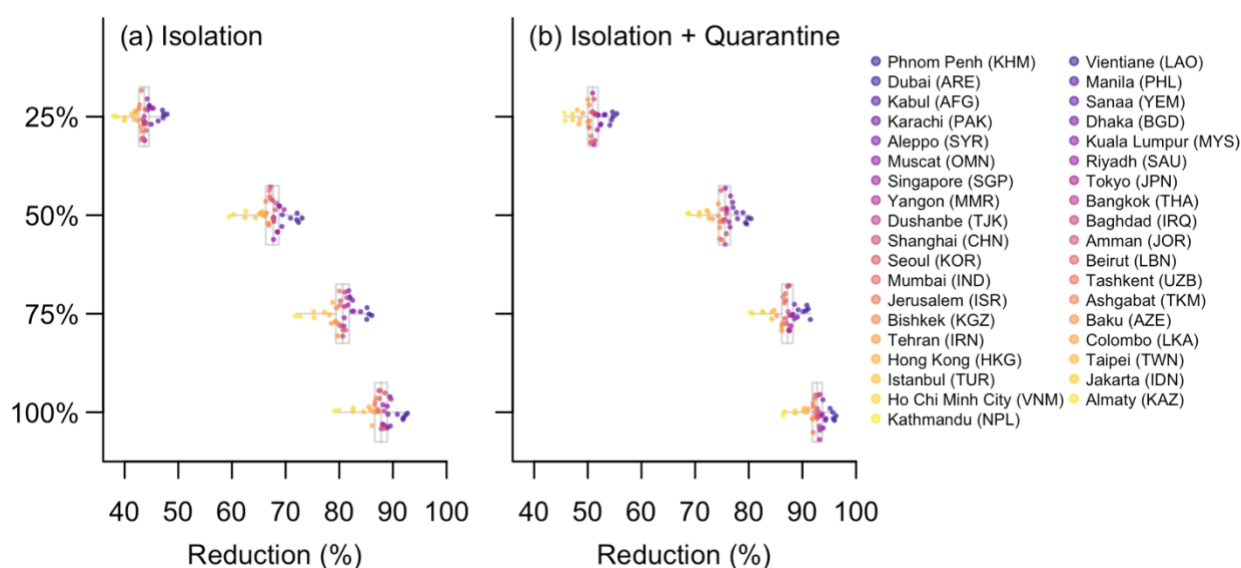 (a) Isolation
(b) Isolation + Quarantine
25%
50%
75%
100%
40 50 60 70 80 90 100
40 50 60 70 80 90 100
Reduction (%)
Reduction (%)
Phnom Penh (KHM)
Dubai (ARE)
Kabul (AFG)
Karachi (PAK)
Aleppo (SYR)
Muscat (OMN)
Singapore (SGP)
Yangon (MMR)
Dushanbe (TJK)
Shanghai (CHN)
Seoul (KOR)
Mumbai (IND)
Jerusalem (ISR)
Bishkek (KGZ)
Tehran (IRN)
Hong Kong (HKG)
Istanbul (TUR)
Ho Chi Minh City (VNM)
Kathmandu (NPL)
Vientiane (LAO)
Manila (PHL)
Sanaa (YEM)
Dhaka (BGD)
Kuala Lumpur (MYS)
Riyadh (SAU)
Tokyo (JPN)
Bangkok (THA)
Baghdad (IRQ)
Amman (JOR)
Beirut (LBN)
Tashkent (UZB)
Ashgabat (TKM)
Baku (AZE)
Colombo (LKA)
Taipei (TWN)
Jakarta (IDN)
Almaty (KAZ)